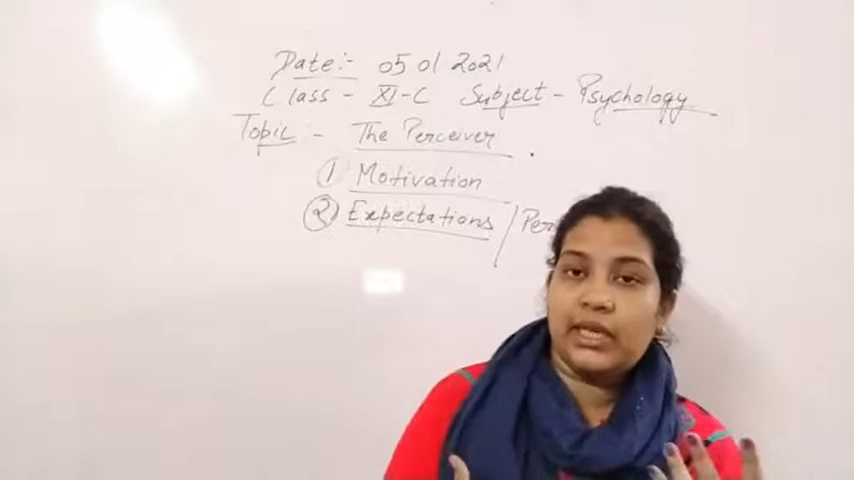 Date :- 05 01 2021
Class - XI-C Subject - Psychology
Topic :- The Perceiver
① Motivation
② Expectations /